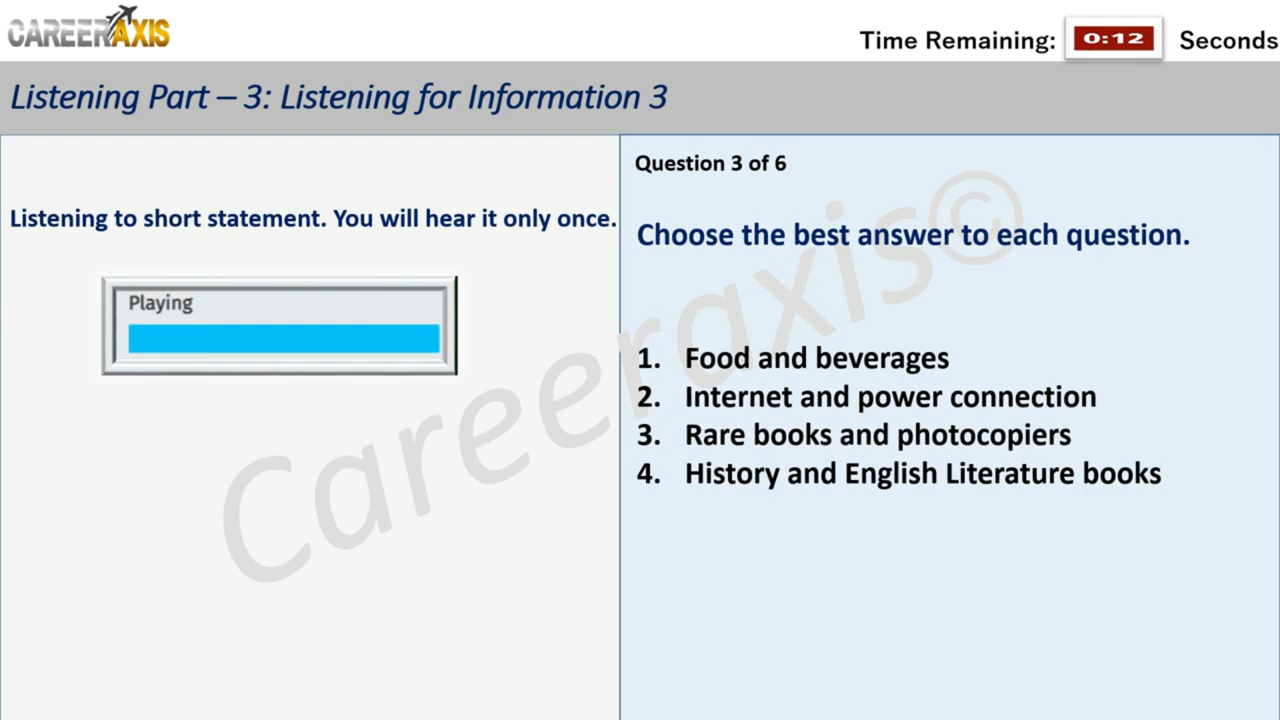 CAREERAXIS
Time Remaining: 0:12 Seconds
Listening Part – 3: Listening for Information 3
Listening to short statement. You will hear it only once.
Playing
Question 3 of 6
Choose the best answer to each question.
1. Food and beverages
2. Internet and power connection
3. Rare books and photocopiers
4. History and English Literature books
Careeraxis©